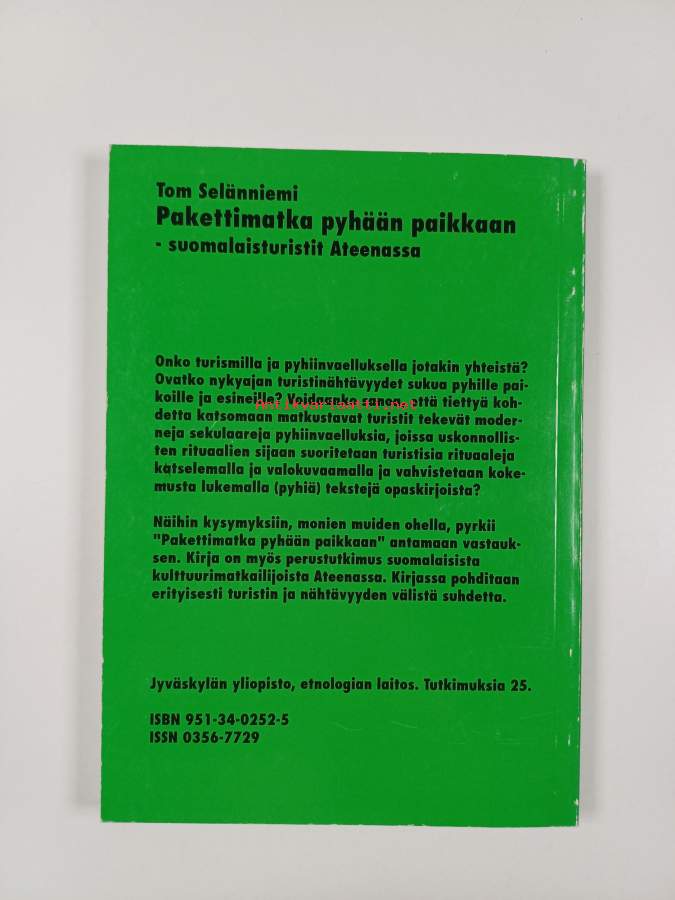 Tom Selänniemi
Pakettimatka pyhään paikkaan
- suomalaisturistit Ateenassa
Onko turismilla ja pyhiinvaelluksella jotakin yhteistä?
Ovatko nykyajan turistinähtävyydet sukua pyhille pai-
koille ja esineille? Voidaanko sanoa, että tiettyä koh-
Antikvariaatti.net
detta katsomaan matkustavat turistit tekevät moder-
neja sekulaareja pyhiinvaelluksia, joissa uskonnollis-
ten rituaalien sijaan suoritetaan turistisia rituaaleja
katselemalla ja valokuvaamalla ja vahvistetaan koke-
musta lukemalla (pyhiä) tekstejä opaskirjoista?
Näihin kysymyksiin, monien muiden ohella, pyrkii
"Pakettimatka pyhään paikkaan" antamaan vastauk-
sen. Kirja on myös perustutkimus suomalaisista
kulttuurimatkailijoista Ateenassa. Kirjassa pohditaan
erityisesti turistin ja nähtävyyden välistä suhdetta.
Jyväskylän yliopisto, etnologian laitos. Tutkimuksia 25.
ISBN 951-34-0252-5
ISSN 0356-7729